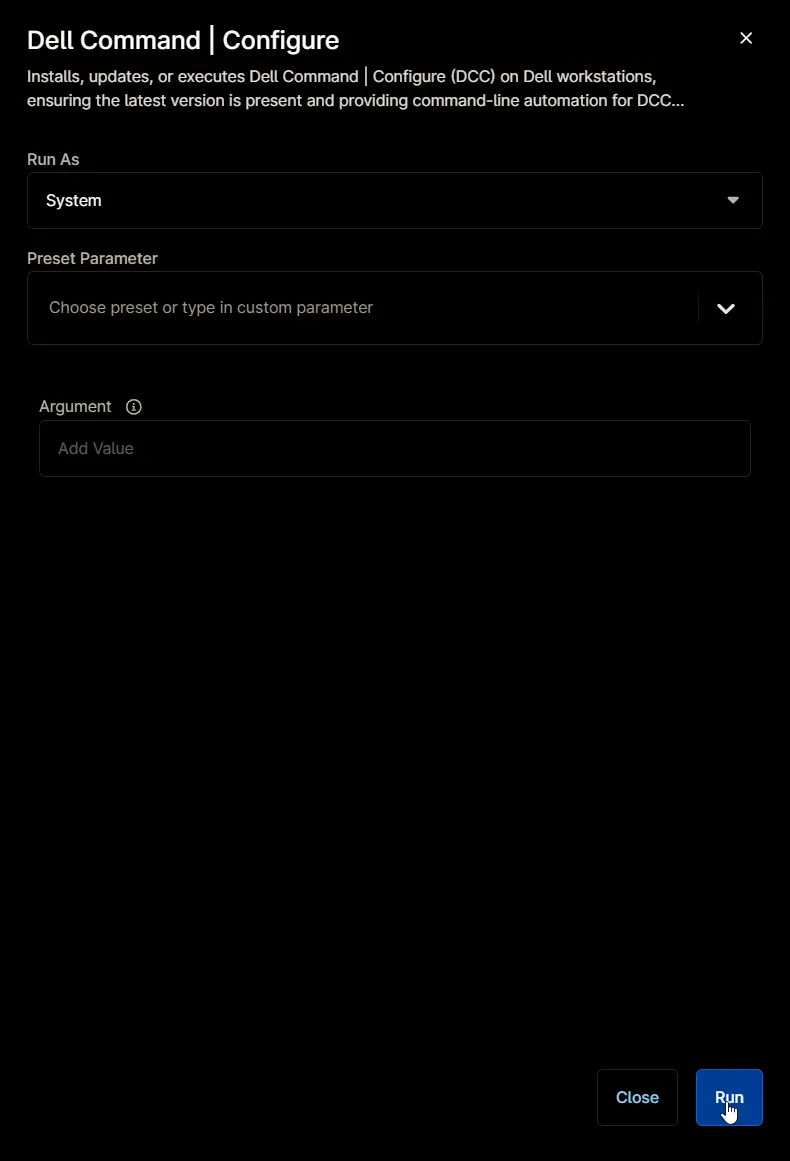 Dell Command | Configure
Installs, updates, or executes Dell Command | Configure (DCC) on Dell workstations,
ensuring the latest version is present and providing command-line automation for DCC...
Run As
System
Preset Parameter
Choose preset or type in custom parameter
Argument
Add Value
Close
Run